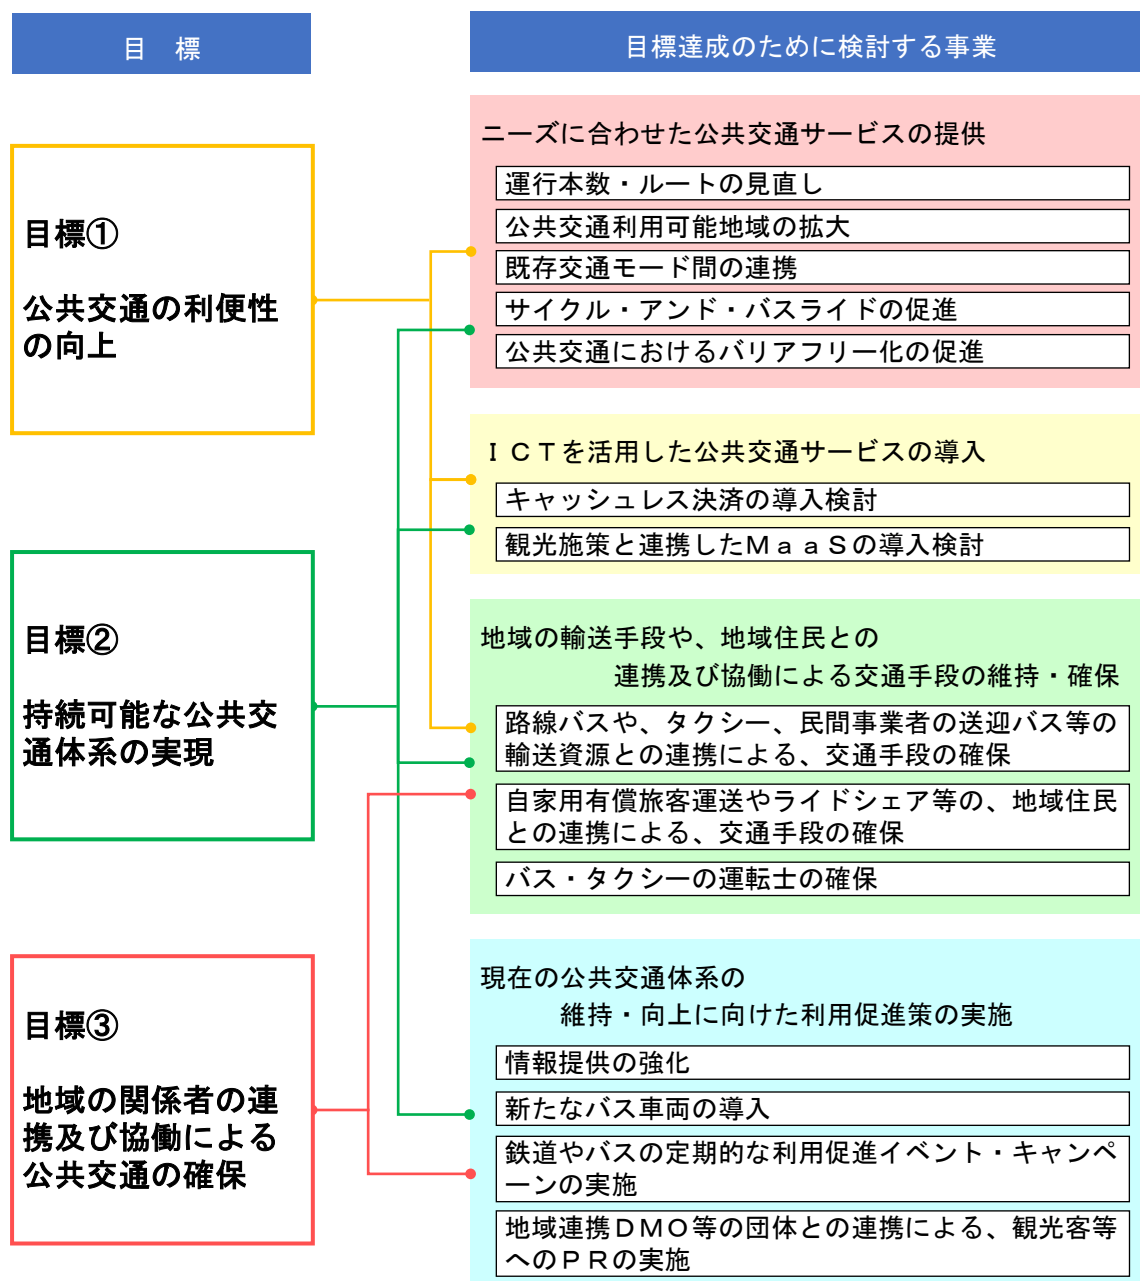 目　標
目標達成のために検討する事業
目標①
公共交通の利便性
の向上
目標②
持続可能な公共交
通体系の実現
目標③
地域の関係者の連
携及び協働による
公共交通の確保
ニーズに合わせた公共交通サービスの提供
運行本数・ルートの見直し
公共交通利用可能地域の拡大
既存交通モード間の連携
サイクル・アンド・バスライドの促進
公共交通におけるバリアフリー化の促進
ＩＣＴを活用した公共交通サービスの導入
キャッシュレス決済の導入検討
観光施策と連携したＭａａＳの導入検討
地域の輸送手段や、地域住民との
連携及び協働による交通手段の維持・確保
路線バスや、タクシー、民間事業者の送迎バス等の
輸送資源との連携による、交通手段の確保
自家用有償旅客運送やライドシェア等の、地域住民
との連携による、交通手段の確保
バス・タクシーの運転士の確保
現在の公共交通体系の
維持・向上に向けた利用促進策の実施
情報提供の強化
新たなバス車両の導入
鉄道やバスの定期的な利用促進イベント・キャンペ
ーンの実施
地域連携ＤＭＯ等の団体との連携による、観光客等
へのＰＲの実施